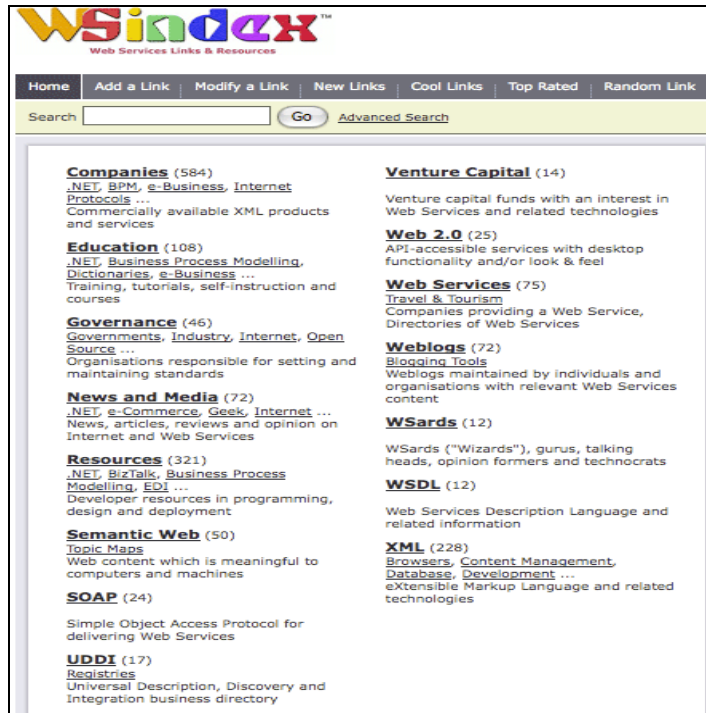 WSindex™
Web Services Links & Resources
Home Add a Link Modify a Link New Links Cool Links Top Rated Random Link
Search Go Advanced Search
Companies (584)
.NET, BPM, e-Business, Internet
Protocols ...
Commercially available XML products
and services
Education (108)
.NET, Business Process Modelling,
Dictionaries, e-Business ...
Training, tutorials, self-instruction and
courses
Governance (46)
Governments, Industry, Internet, Open
Source ...
Organisations responsible for setting and
maintaining standards
News and Media (72)
.NET, e-Commerce, Geek, Internet ...
News, articles, reviews and opinion on
Internet and Web Services
Resources (321)
.NET, BizTalk, Business Process
Modelling, EDI ...
Developer resources in programming,
design and deployment
Semantic Web (50)
Topic Maps
Web content which is meaningful to
computers and machines
SOAP (24)
Simple Object Access Protocol for
delivering Web Services
UDDI (17)
Registries
Universal Description, Discovery and
Integration business directory
Venture Capital (14)
Venture capital funds with an interest in
Web Services and related technologies
Web 2.0 (25)
API-accessible services with desktop
functionality and/or look & feel
Web Services (75)
Travel & Tourism
Companies providing a Web Service,
Directories of Web Services
Weblogs (72)
Blogging Tools
Weblogs maintained by individuals and
organisations with relevant Web Services
content
WSards (12)
WSards ("Wizards"), gurus, talking
heads, opinion formers and technocrats
WSDL (12)
Web Services Description Language and
related information
XML (228)
Browsers, Content Management,
Database, Development ...
eXtensible Markup Language and related
technologies